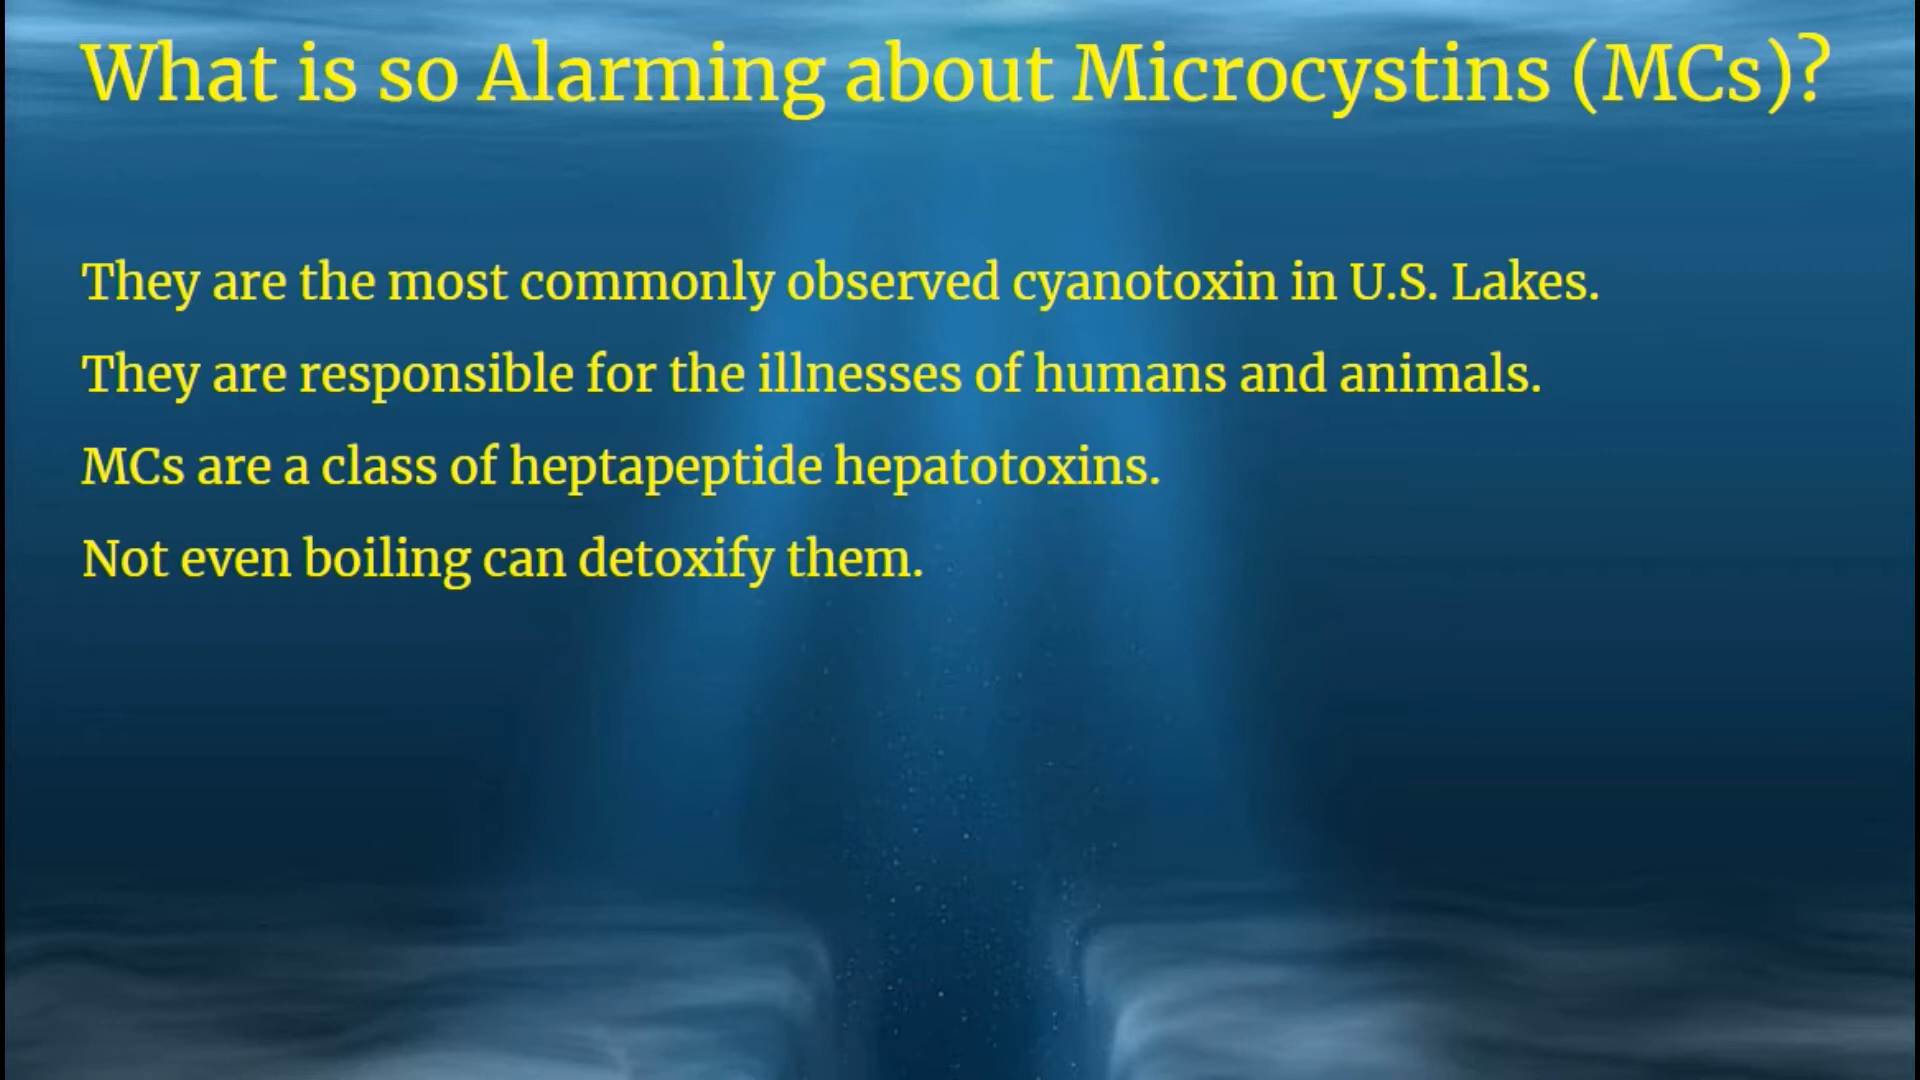 What is so Alarming about Microcystins (MCs)?
They are the most commonly observed cyanotoxin in U.S. Lakes.
They are responsible for the illnesses of humans and animals.
MCs are a class of heptapeptide hepatotoxins.
Not even boiling can detoxify them.